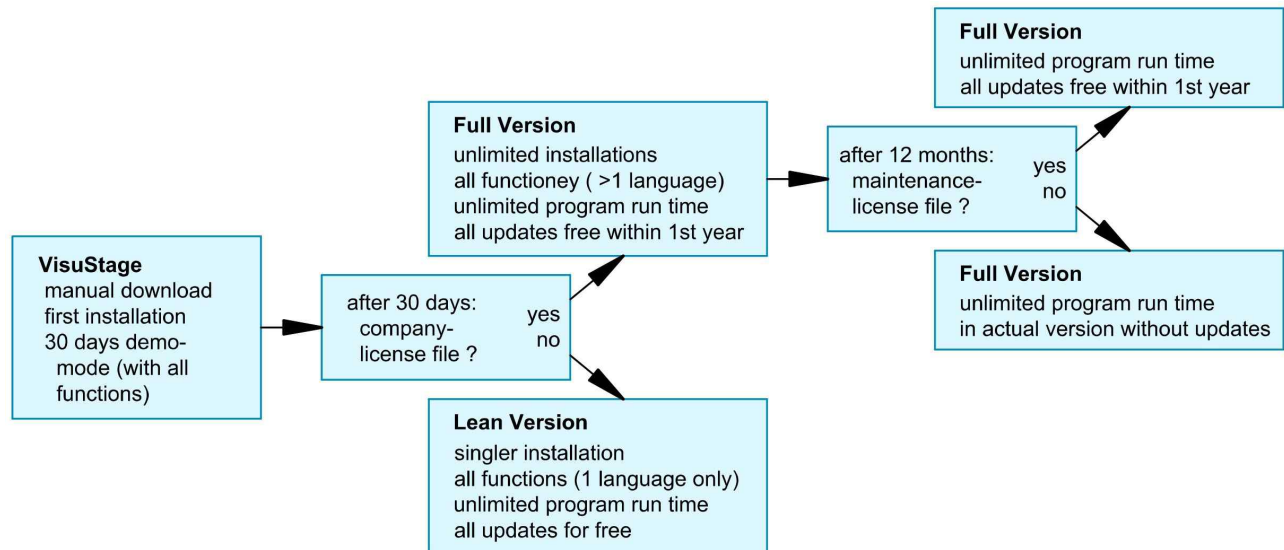 VisuStage
manual download
first installation
30 days demo-
mode (with all
functions)
after 30 days:
company-
license file ?
yes
no
Full Version
unlimited installations
all functioney ( >1 language)
unlimited program run time
all updates free within 1st year
Lean Version
singler installation
all functions (1 language only)
unlimited program run time
all updates for free
after 12 months:
maintenance-
license file ?
yes
no
Full Version
unlimited program run time
all updates free within 1st year
Full Version
unlimited program run time
in actual version without updates